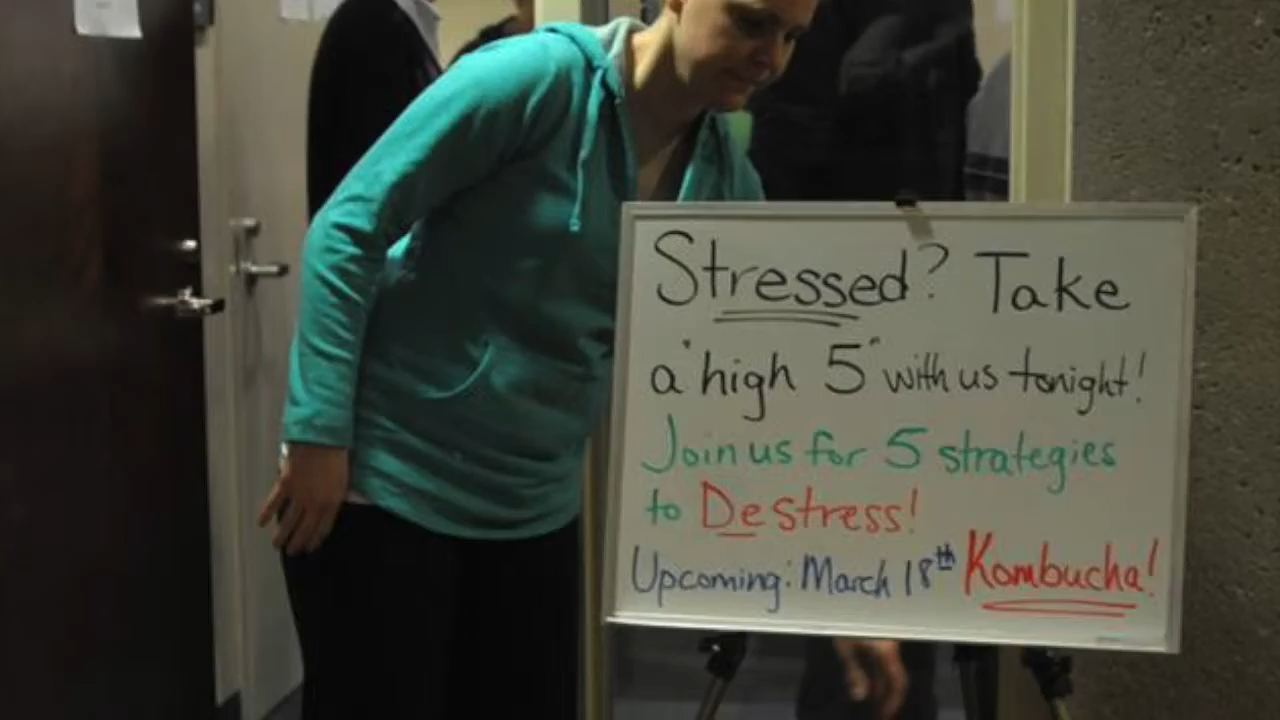 Stressed? Take
a "high 5" with us tonight!
Join us for 5 strategies
to Destress!
Upcoming: March 18th Kombucha!